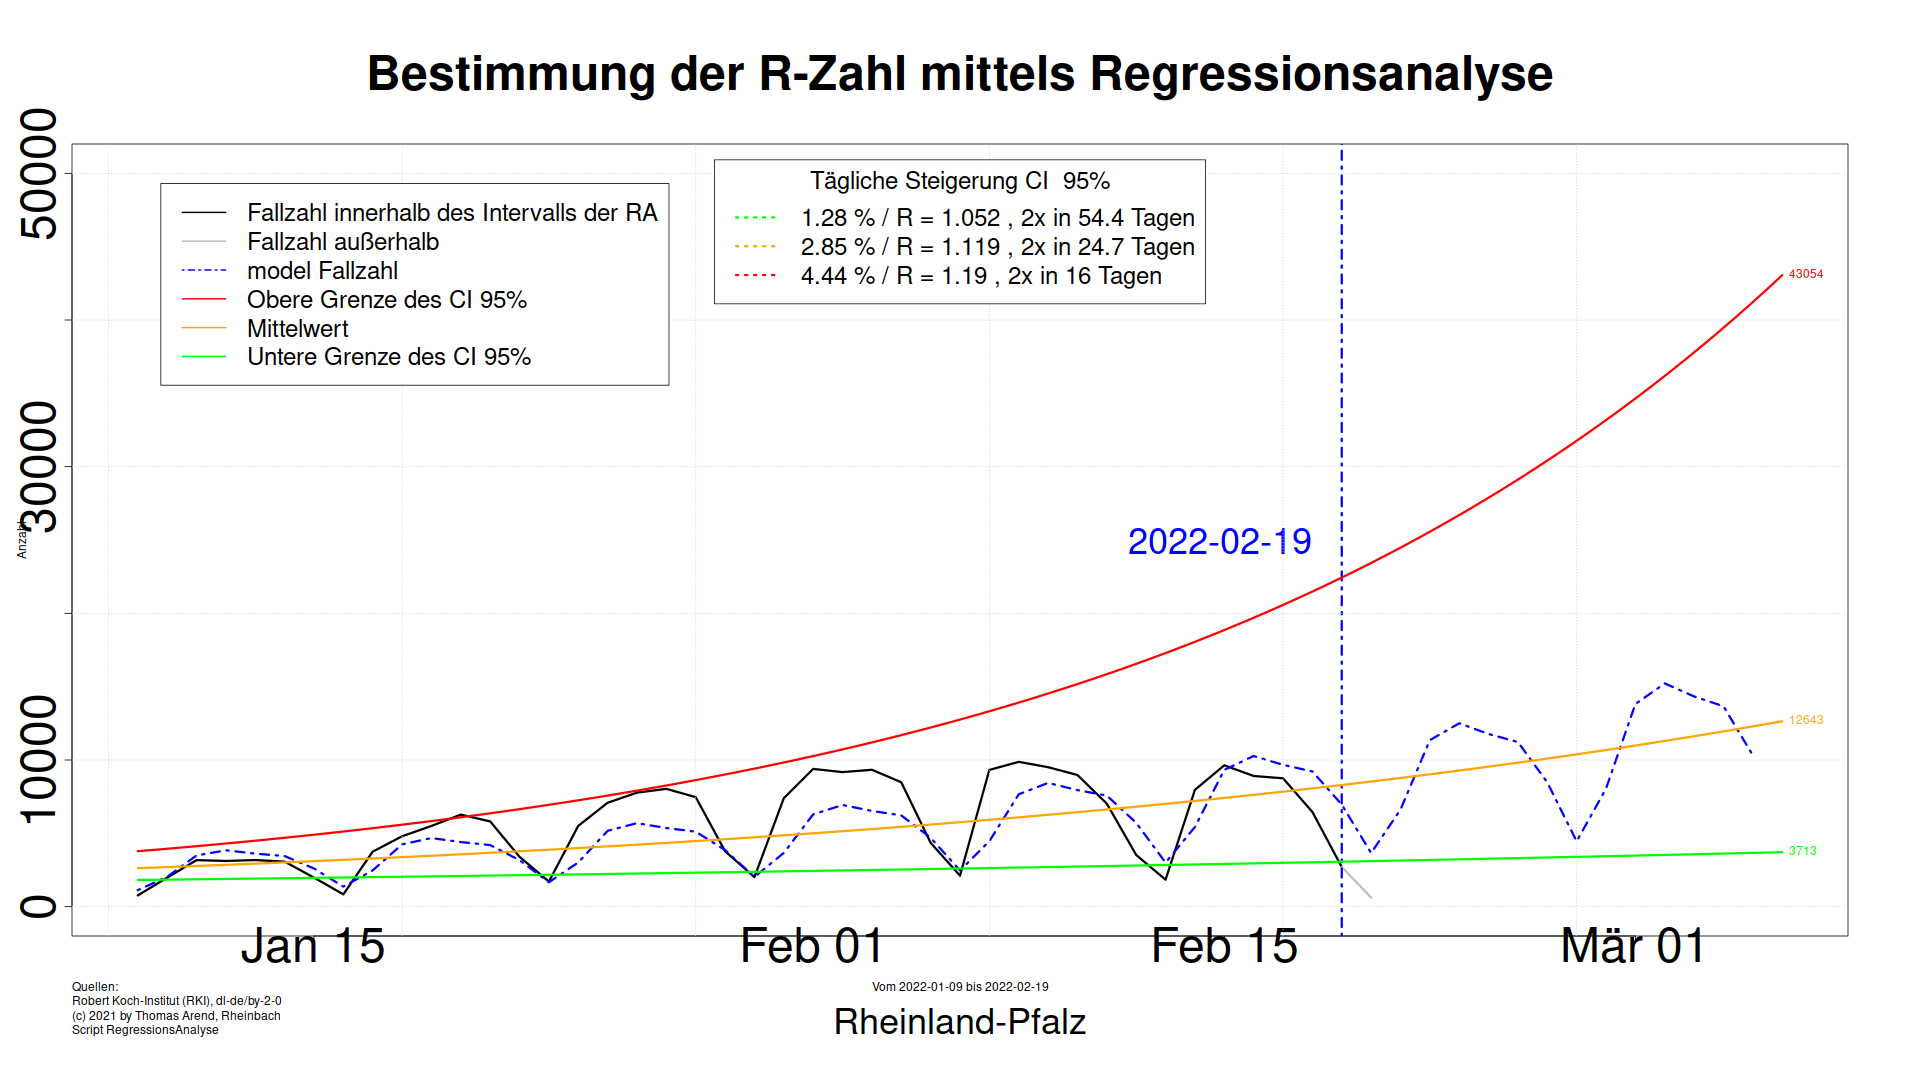 Bestimmung der R-Zahl mittels Regressionsanalyse
Anzahl
50000
30000
10000
0
Fallzahl innerhalb des Intervalls der RA
Fallzahl außerhalb
model Fallzahl
Obere Grenze des CI 95%
Mittelwert
Untere Grenze des CI 95%
Tägliche Steigerung CI 95%
1.28 % / R = 1.052 , 2x in 54.4 Tagen
2.85 % / R = 1.119 , 2x in 24.7 Tagen
4.44 % / R = 1.19 , 2x in 16 Tagen
43054
2022-02-19
12643
3713
Jan 15
Feb 01
Feb 15
Mär 01
Quellen:
Robert Koch-Institut (RKI), dl-de/by-2-0
(c) 2021 by Thomas Arend, Rheinbach
Script RegressionsAnalyse
Vom 2022-01-09 bis 2022-02-19
Rheinland-Pfalz